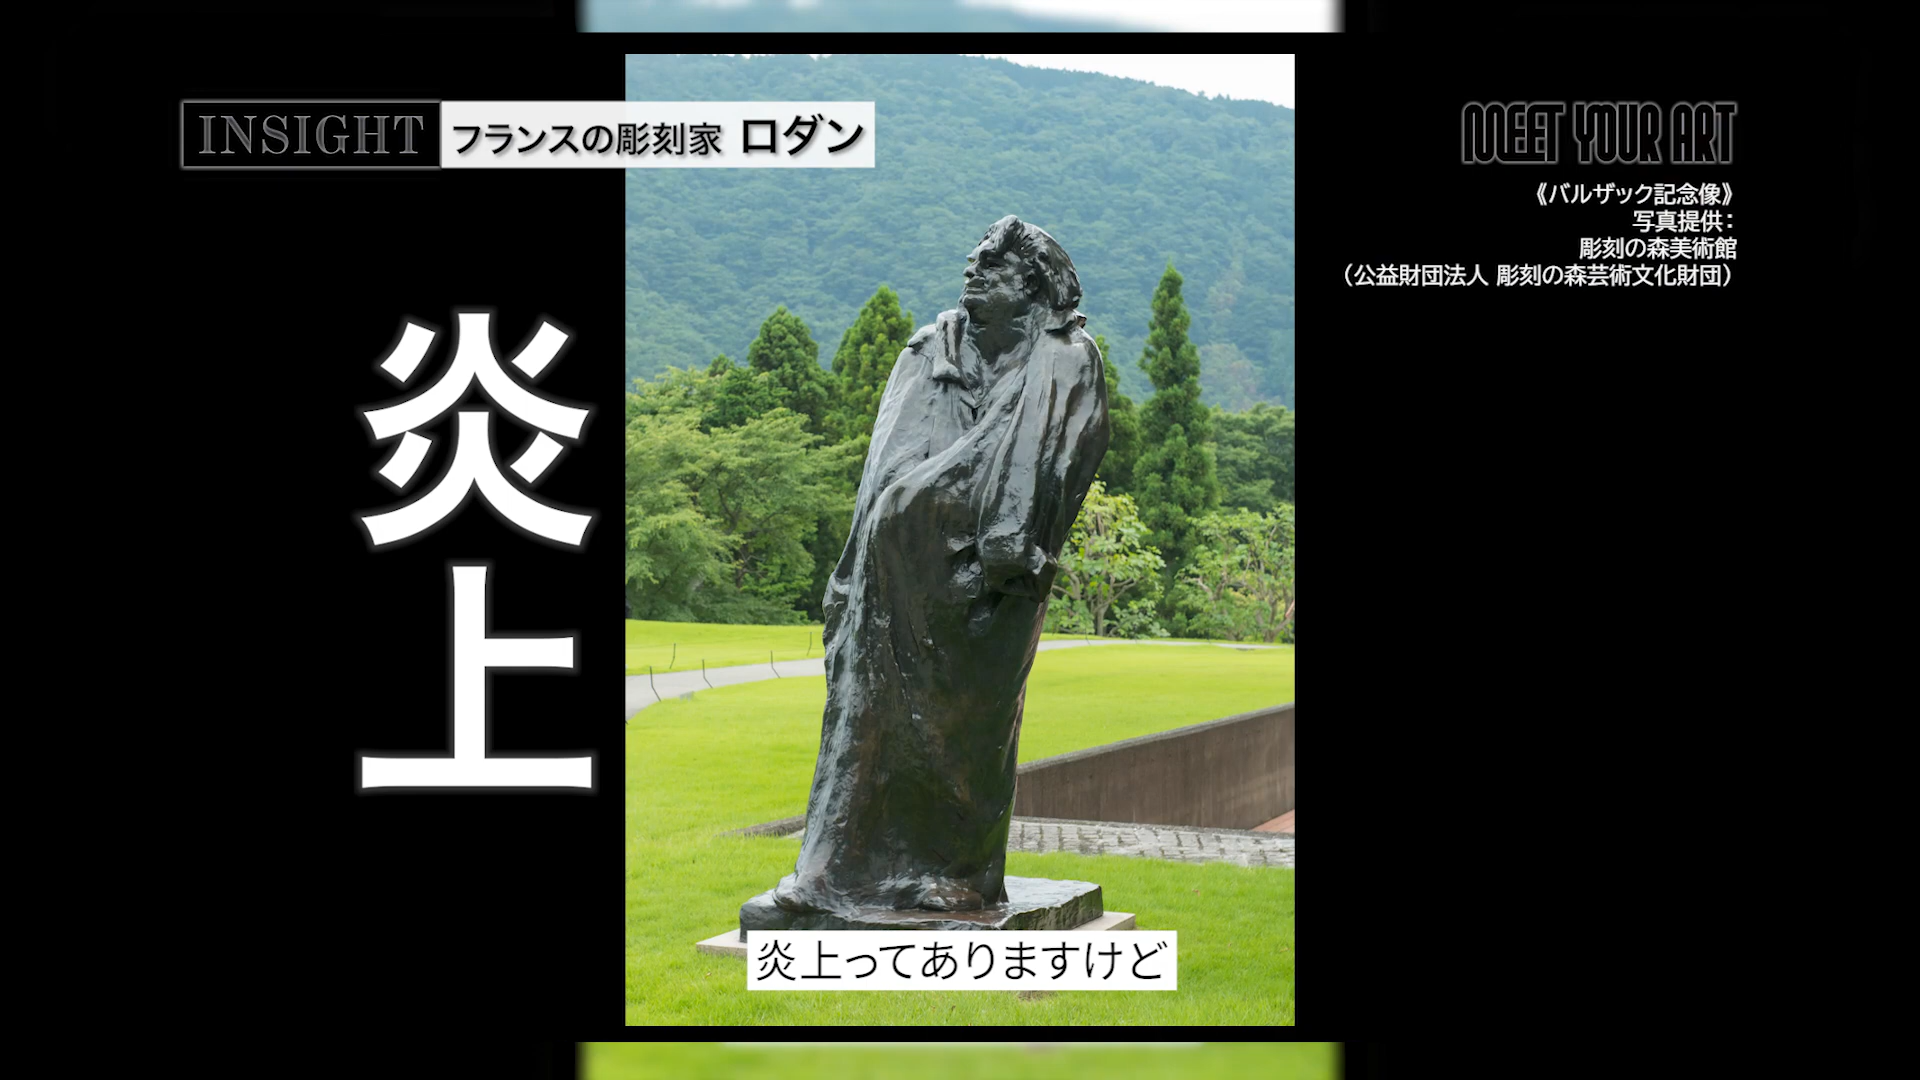 INSIGHT フランスの彫刻家 ロダン
MEET YOUR ART
《バルザック記念像》
写真提供：
彫刻の森美術館
（公益財団法人 彫刻の森芸術文化財団）
炎上
炎上ってありますけど